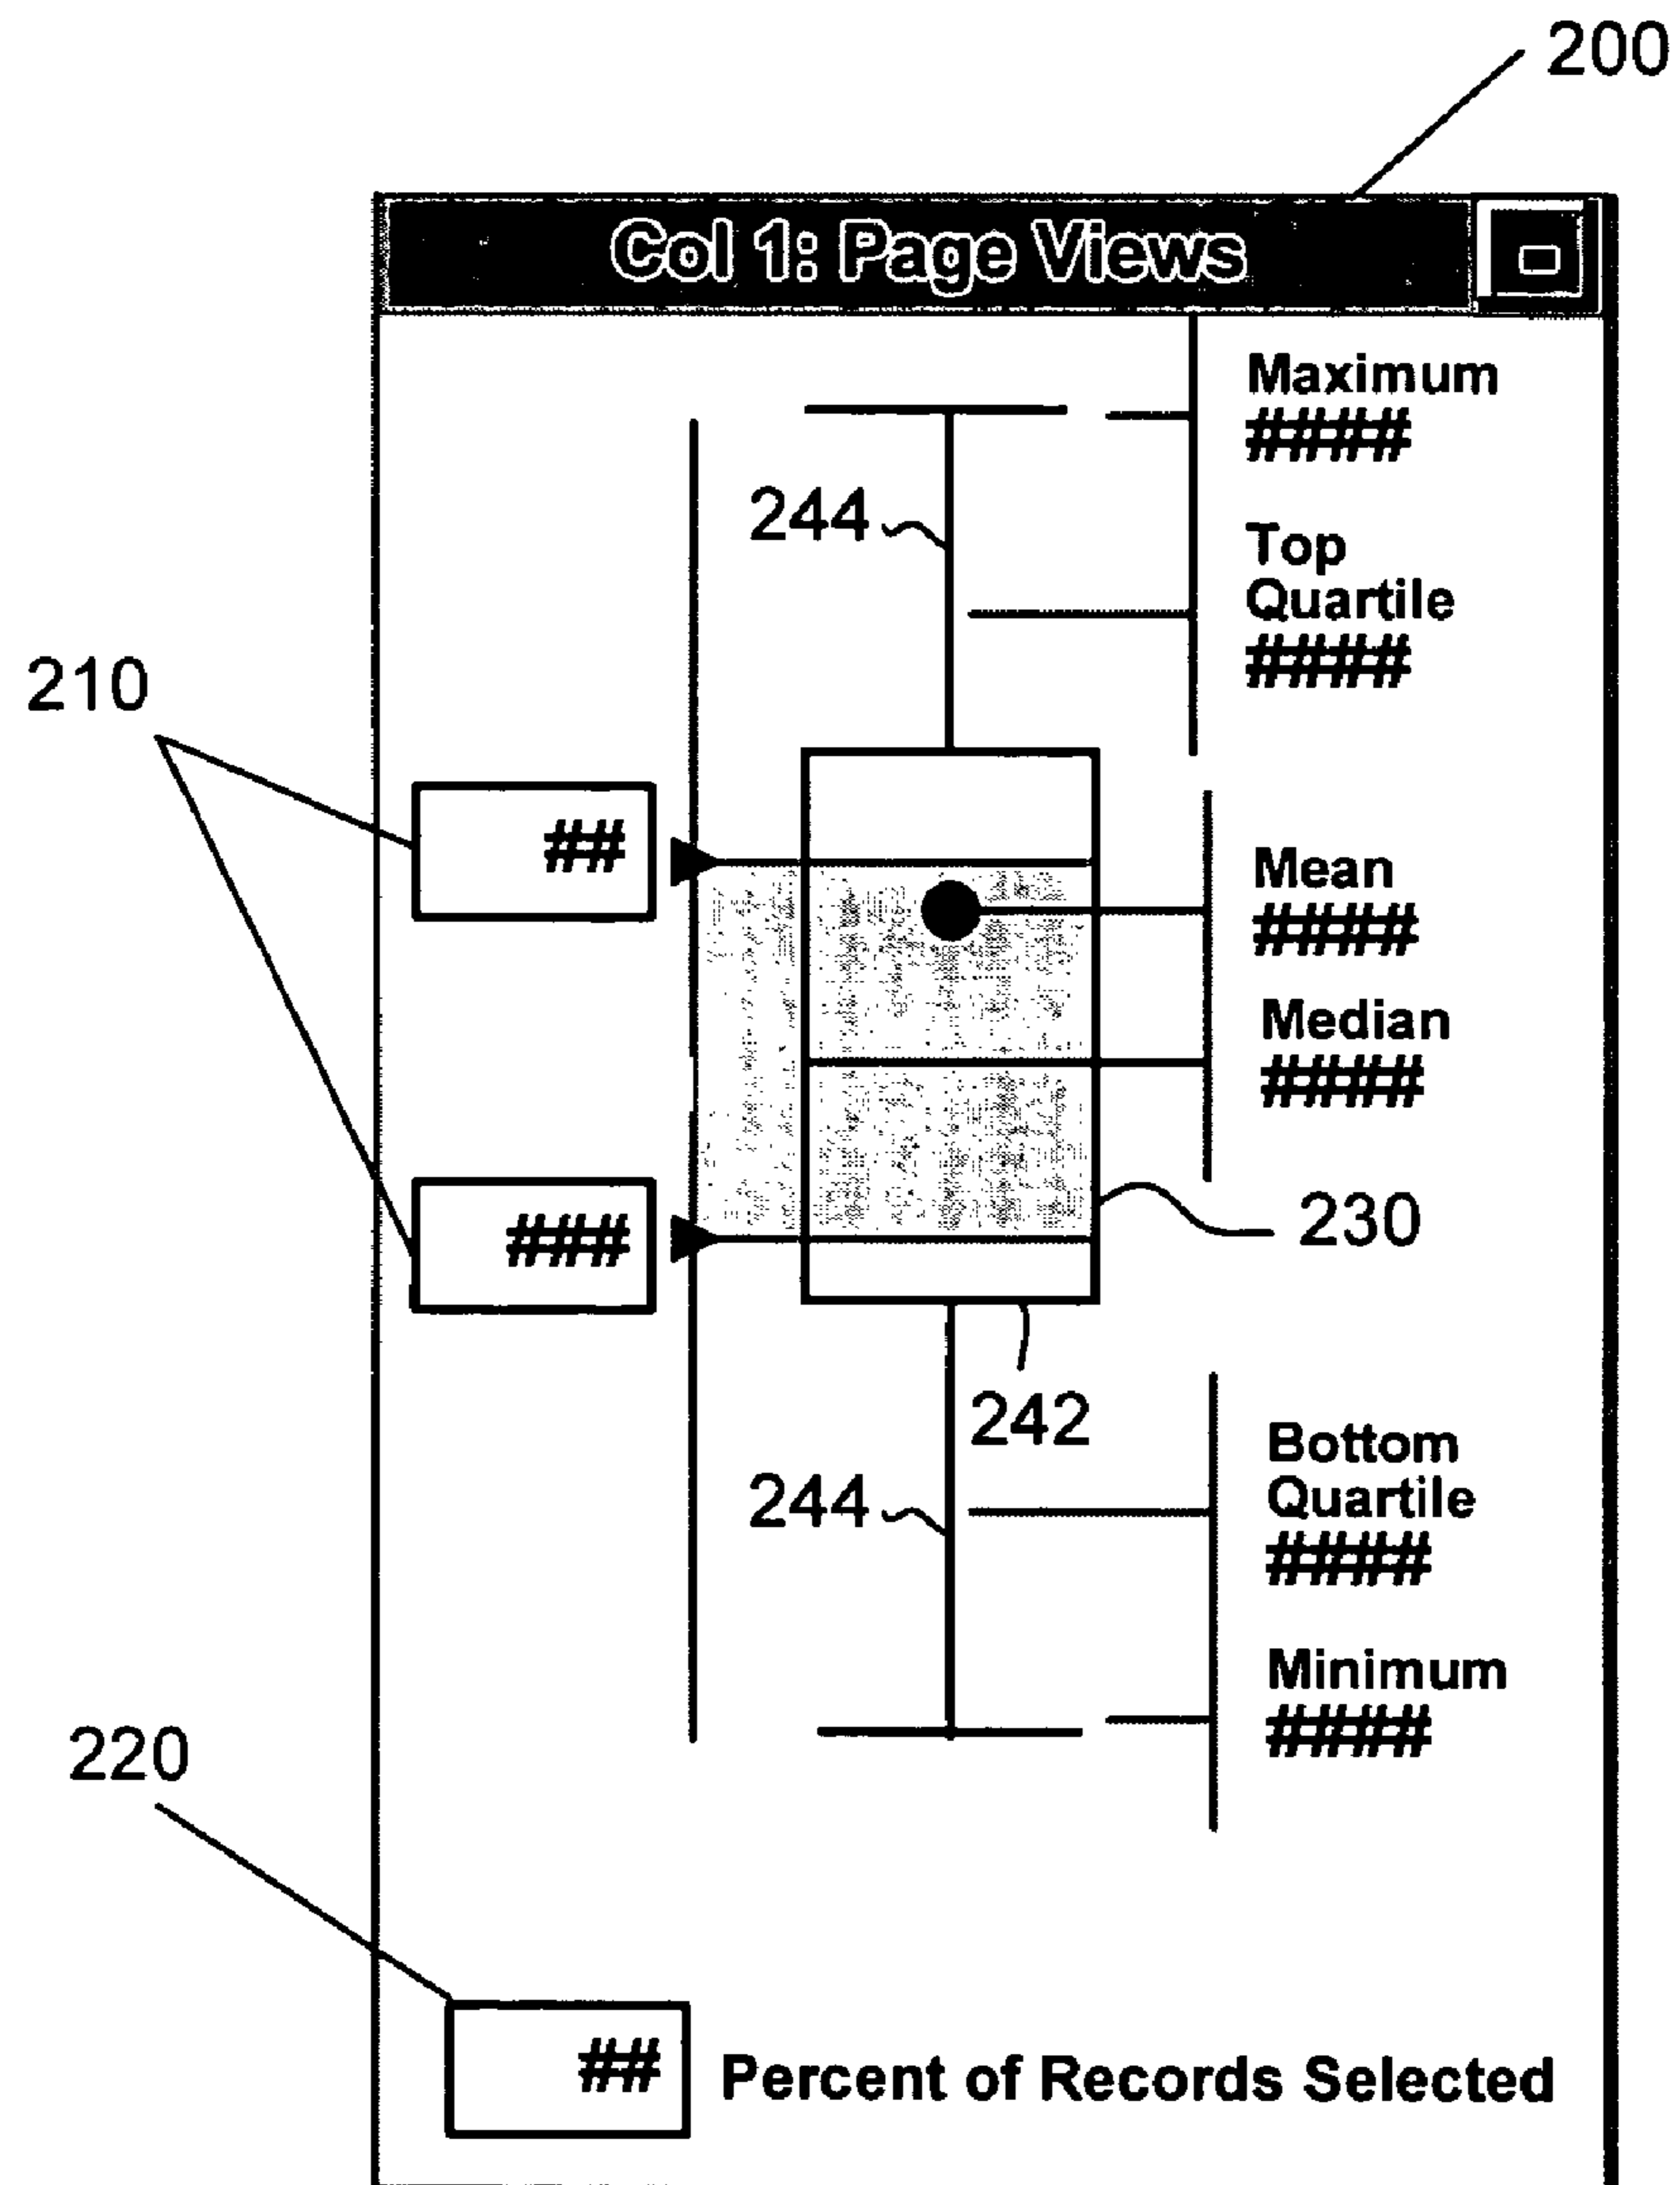 200
Col 1: Page Views
Maximum
####
244
Top
Quartile
####
210
##
Mean
####
Median
####
###
230
242
Bottom
Quartile
####
244
Minimum
####
220
## Percent of Records Selected